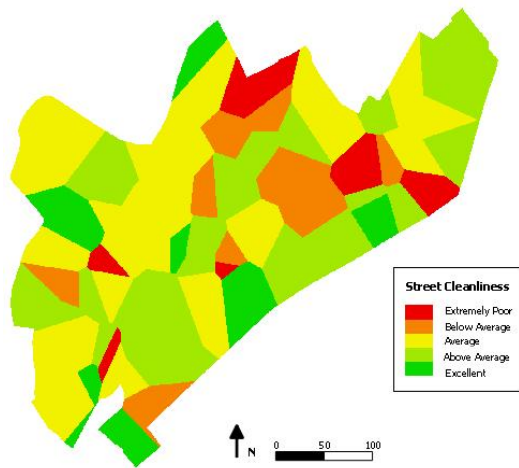 Street Cleanliness
Extremely Poor
Below Average
Average
Above Average
Excellent
N
0 50 100